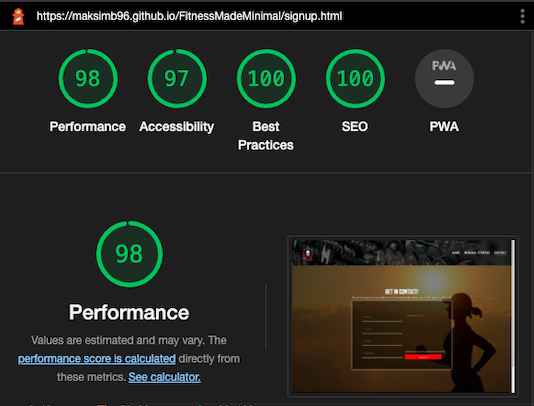 https://maksimb96.github.io/FitnessMadeMinimal/signup.html
98 97 100 100 PWA
Performance Accessibility Best Practices SEO PWA
98
Performance
Values are estimated and may vary. The
performance score is calculated directly from
these metrics. See calculator.
GET IN CONTACT!